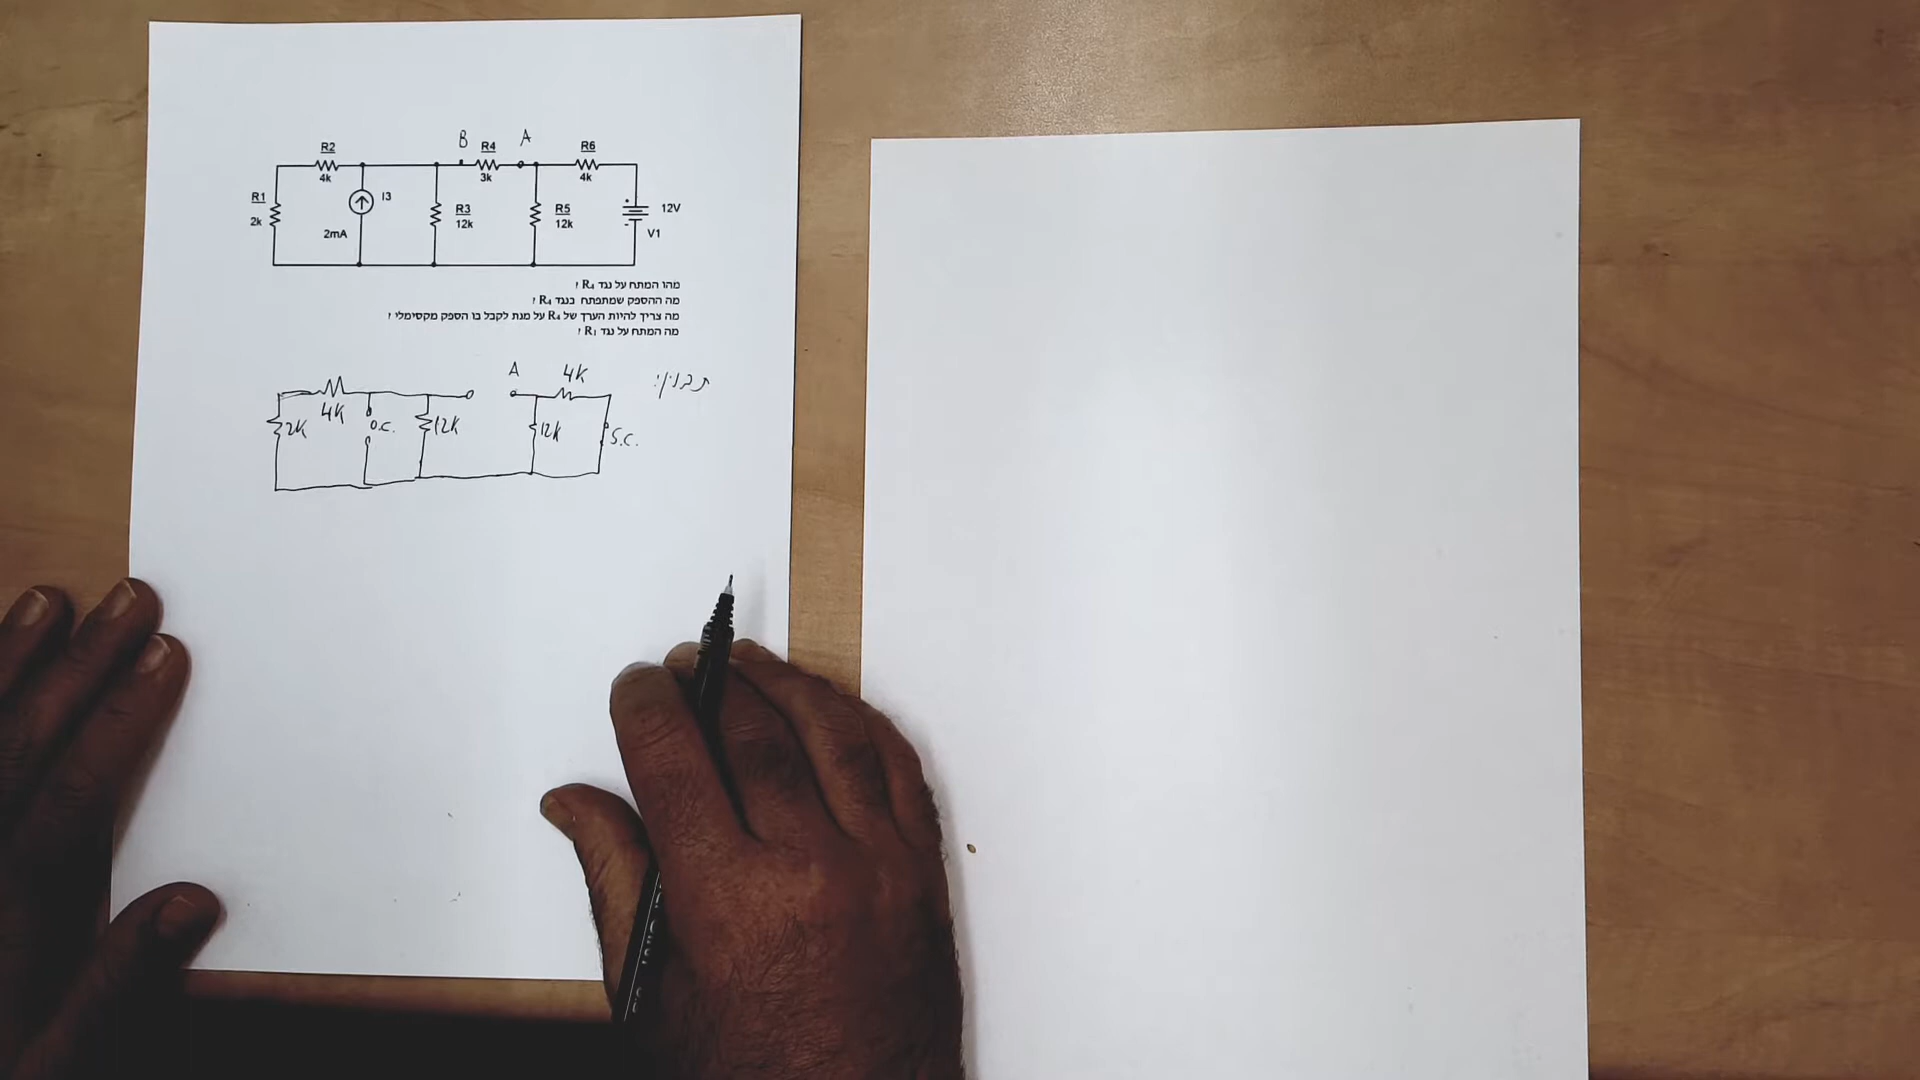 B A
R2 R4 R6
4k 3k 4k
R1 I3 R3 R5 12V
2k 12k 12k
2mA V1
מהו המתח על נגד R4 ?
מה ההספק שמתפתח בנגד R4 ?
מה צריך להיות הערך של R4 על מנת לקבל בו הספק מקסימלי ?
מה המתח על נגד R1 ?
A 4K
4K
2K O.C. 12K 12K S.C.